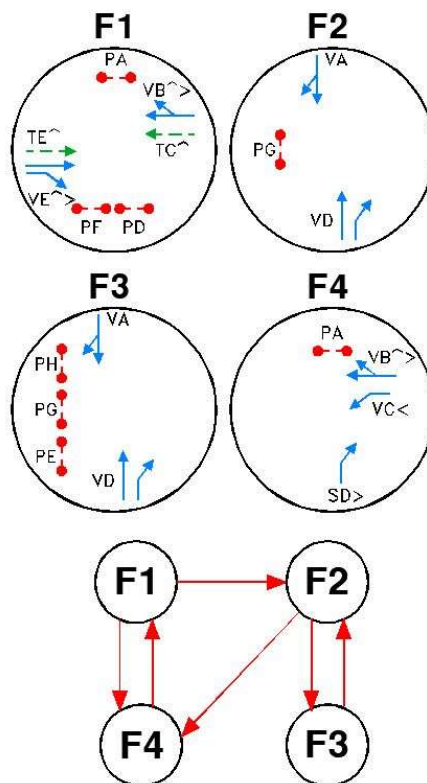 F1 F2
PA VA
VB^>
TE^ TC^ PG
VE^> VD
PF PD
F3 F4
VA PA
PH VB^>
PG VC<
PE VD SD>
F1 F2
F4 F3